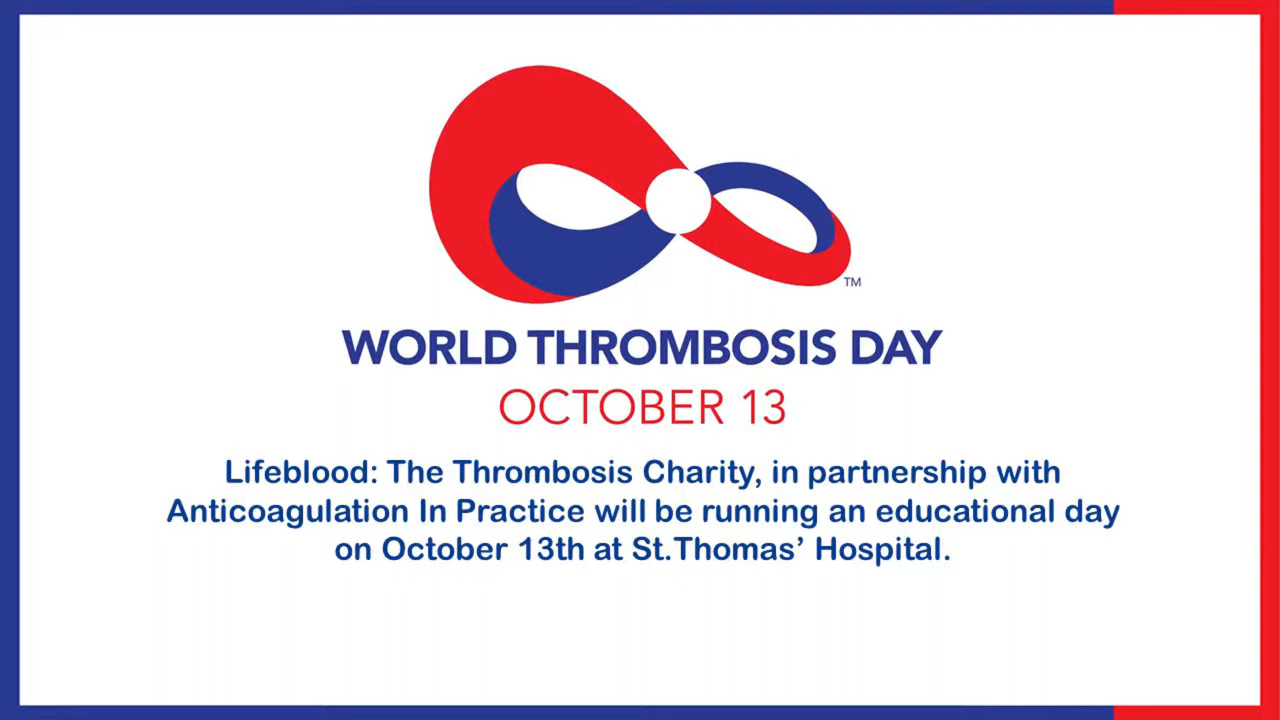 TM
WORLD THROMBOSIS DAY
OCTOBER 13
Lifeblood: The Thrombosis Charity, in partnership with
Anticoagulation In Practice will be running an educational day
on October 13th at St.Thomas’ Hospital.